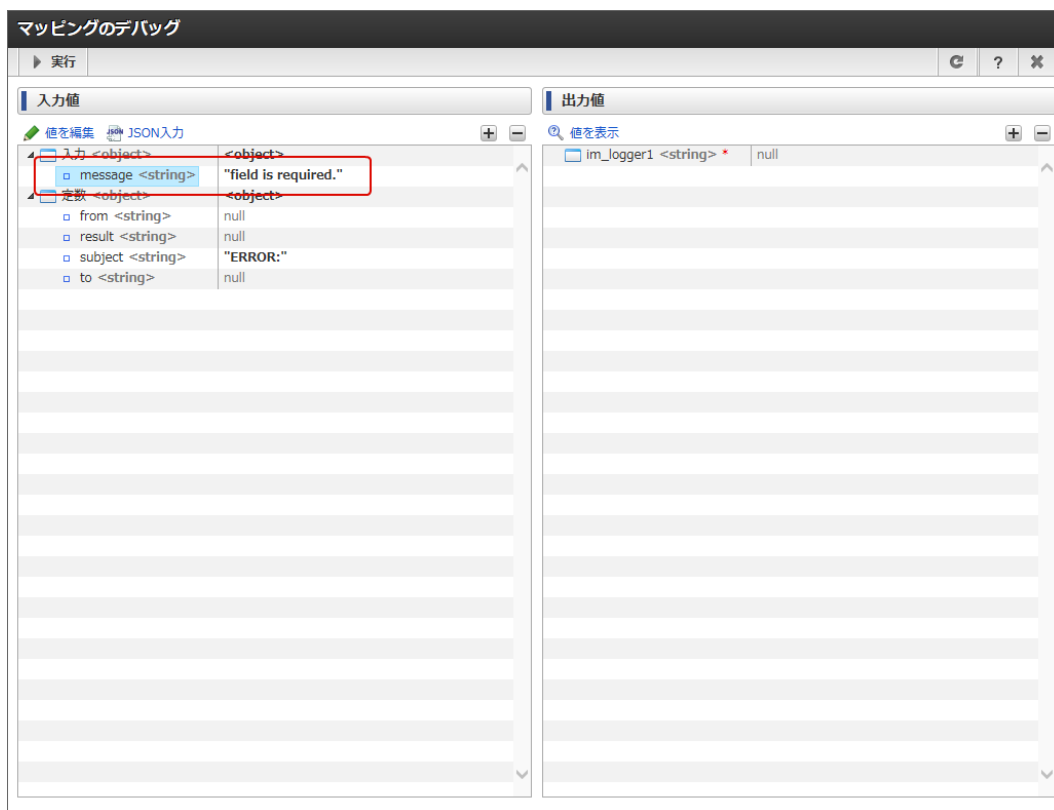 マッピングのデバッグ
実行
?
入力値
出力値
値を編集 JSON入力
値を表示
入力 <object> <object>
im_logger1 <string> * null
message <string> "field is required."
定数 <object> <object>
from <string> null
result <string> null
subject <string> "ERROR:"
to <string> null